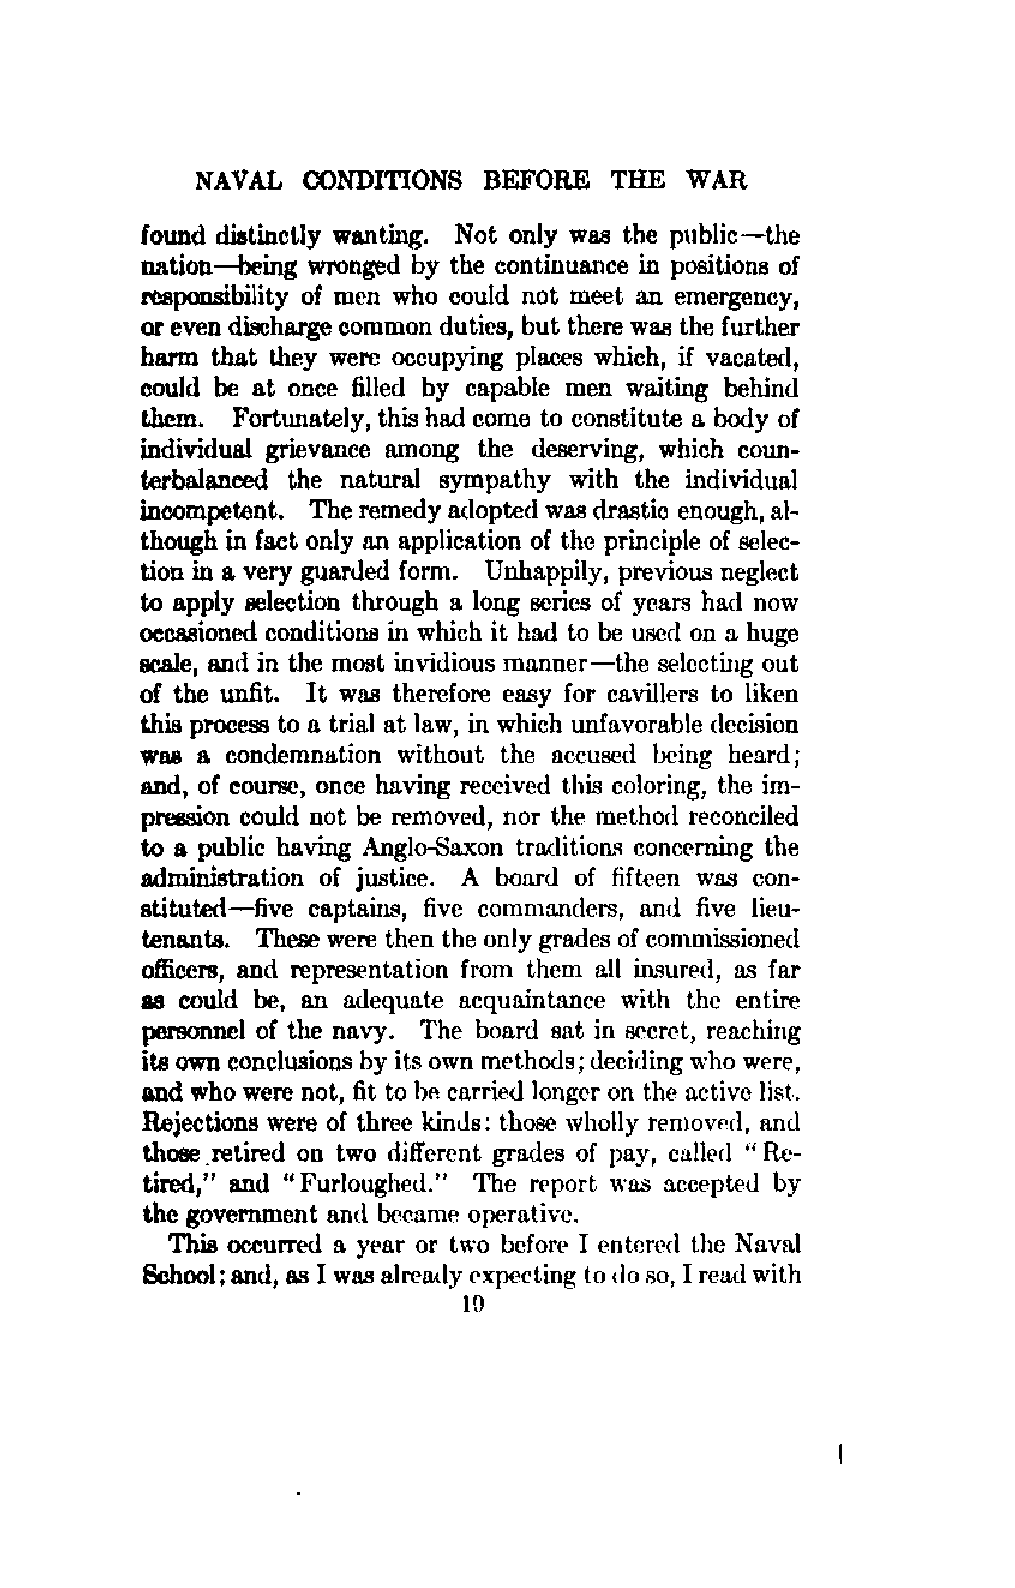 NAVAL CONDITIONS BEFORE THE WAR
found distinctly wanting. Not only was the public—the
nation—being wronged by the continuance in positions of
responsibility of men who could not meet an emergency,
or even discharge common duties, but there was the further
harm that they were occupying places which, if vacated,
could be at once filled by capable men waiting behind
them. Fortunately, this had come to constitute a body of
individual grievance among the deserving, which coun-
terbalanced the natural sympathy with the individual
incompetent. The remedy adopted was drastic enough, al-
though in fact only an application of the principle of selec-
tion in a very guarded form. Unhappily, previous neglect
to apply selection through a long series of years had now
occasioned conditions in which it had to be used on a huge
scale, and in the most invidious manner—the selecting out
of the unfit. It was therefore easy for cavillers to liken
this process to a trial at law, in which unfavorable decision
was a condemnation without the accused being heard;
and, of course, once having received this coloring, the im-
pression could not be removed, nor the method reconciled
to a public having Anglo-Saxon traditions concerning the
administration of justice. A board of fifteen was con-
stituted—five captains, five commanders, and five lieu-
tenants. These were then the only grades of commissioned
officers, and representation from them all insured, as far
as could be, an adequate acquaintance with the entire
personnel of the navy. The board sat in secret, reaching
its own conclusions by its own methods; deciding who were,
and who were not, fit to be carried longer on the active list.
Rejections were of three kinds: those wholly removed, and
those retired on two different grades of pay, called "Re-
tired," and "Furloughed." The report was accepted by
the government and became operative.
This occurred a year or two before I entered the Naval
School; and, as I was already expecting to do so, I read with
19